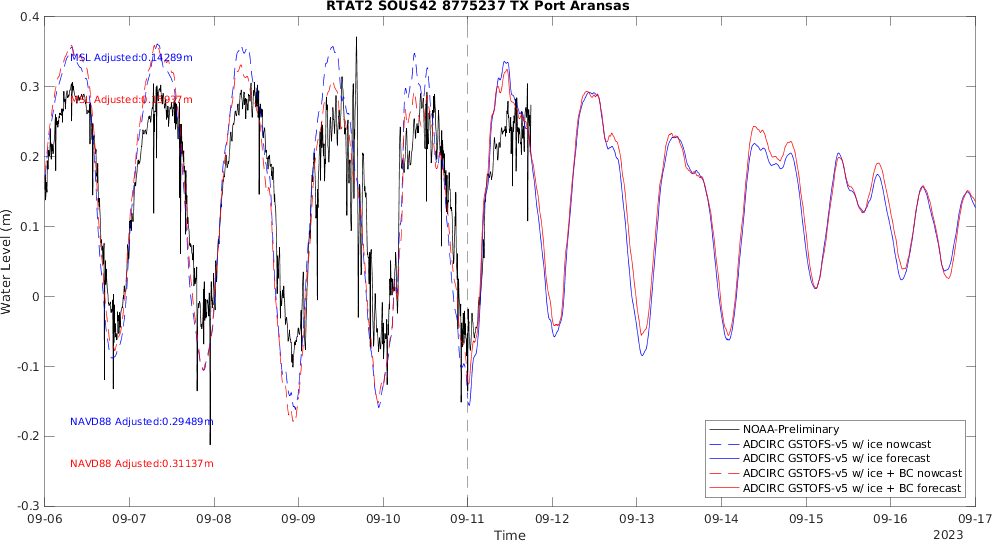 RTAT2 SOUS42 8775237 TX Port Aransas
Water Level (m)
0.4
0.3
0.2
0.1
0
-0.1
-0.2
-0.3
MSL Adjusted:0.14289m
MSL
NAVD88 Adjusted:0.29489m
NAVD88 Adjusted:0.31137m
NOAA-Preliminary
ADCIRC GSTOFS-v5 w/ ice nowcast
ADCIRC GSTOFS-v5 w/ ice forecast
ADCIRC GSTOFS-v5 w/ ice + BC nowcast
ADCIRC GSTOFS-v5 w/ ice + BC forecast
09-06 09-07 09-08 09-09 09-10 09-11 09-12 09-13 09-14 09-15 09-16 09-17
Time
2023